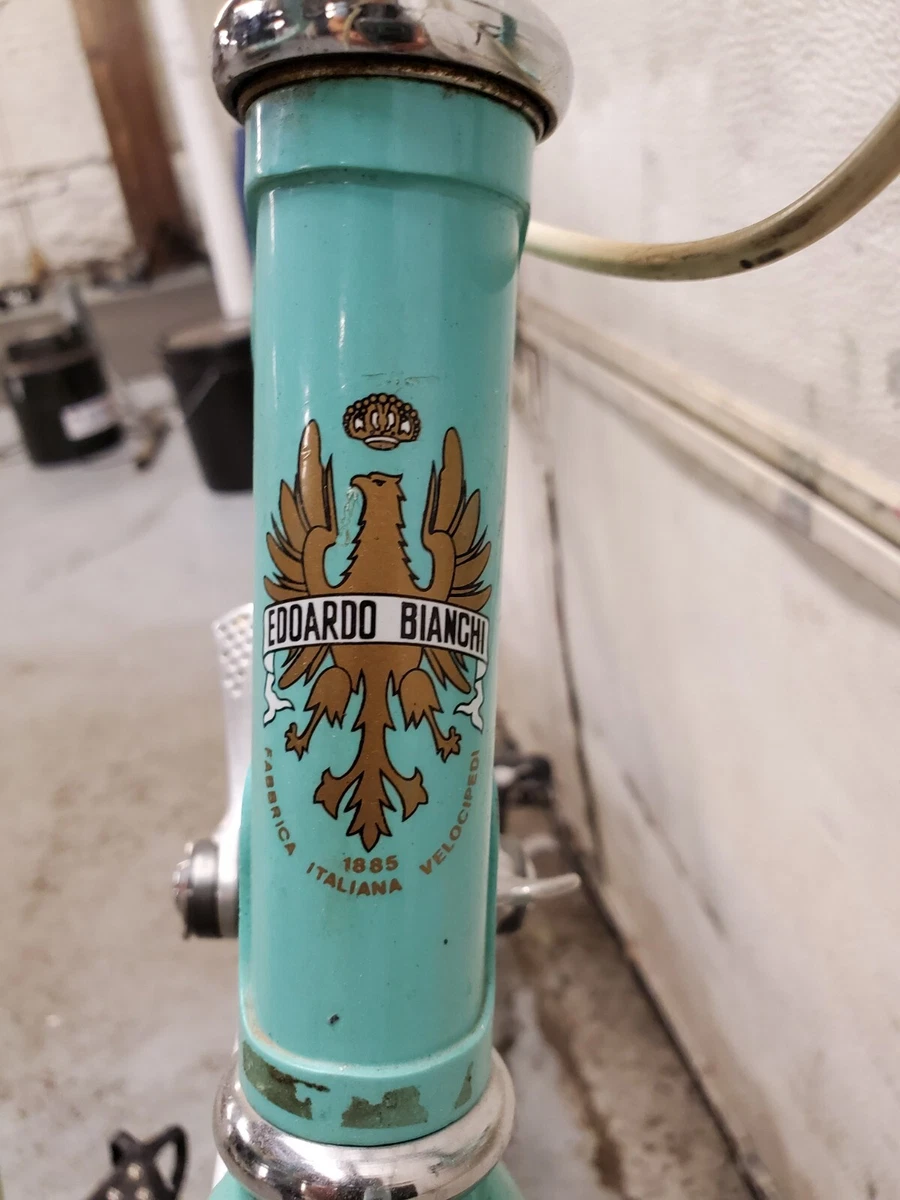 EDOARDO BIANCHI
FABBRICA ITALIANA VELOCIPEDI
1885